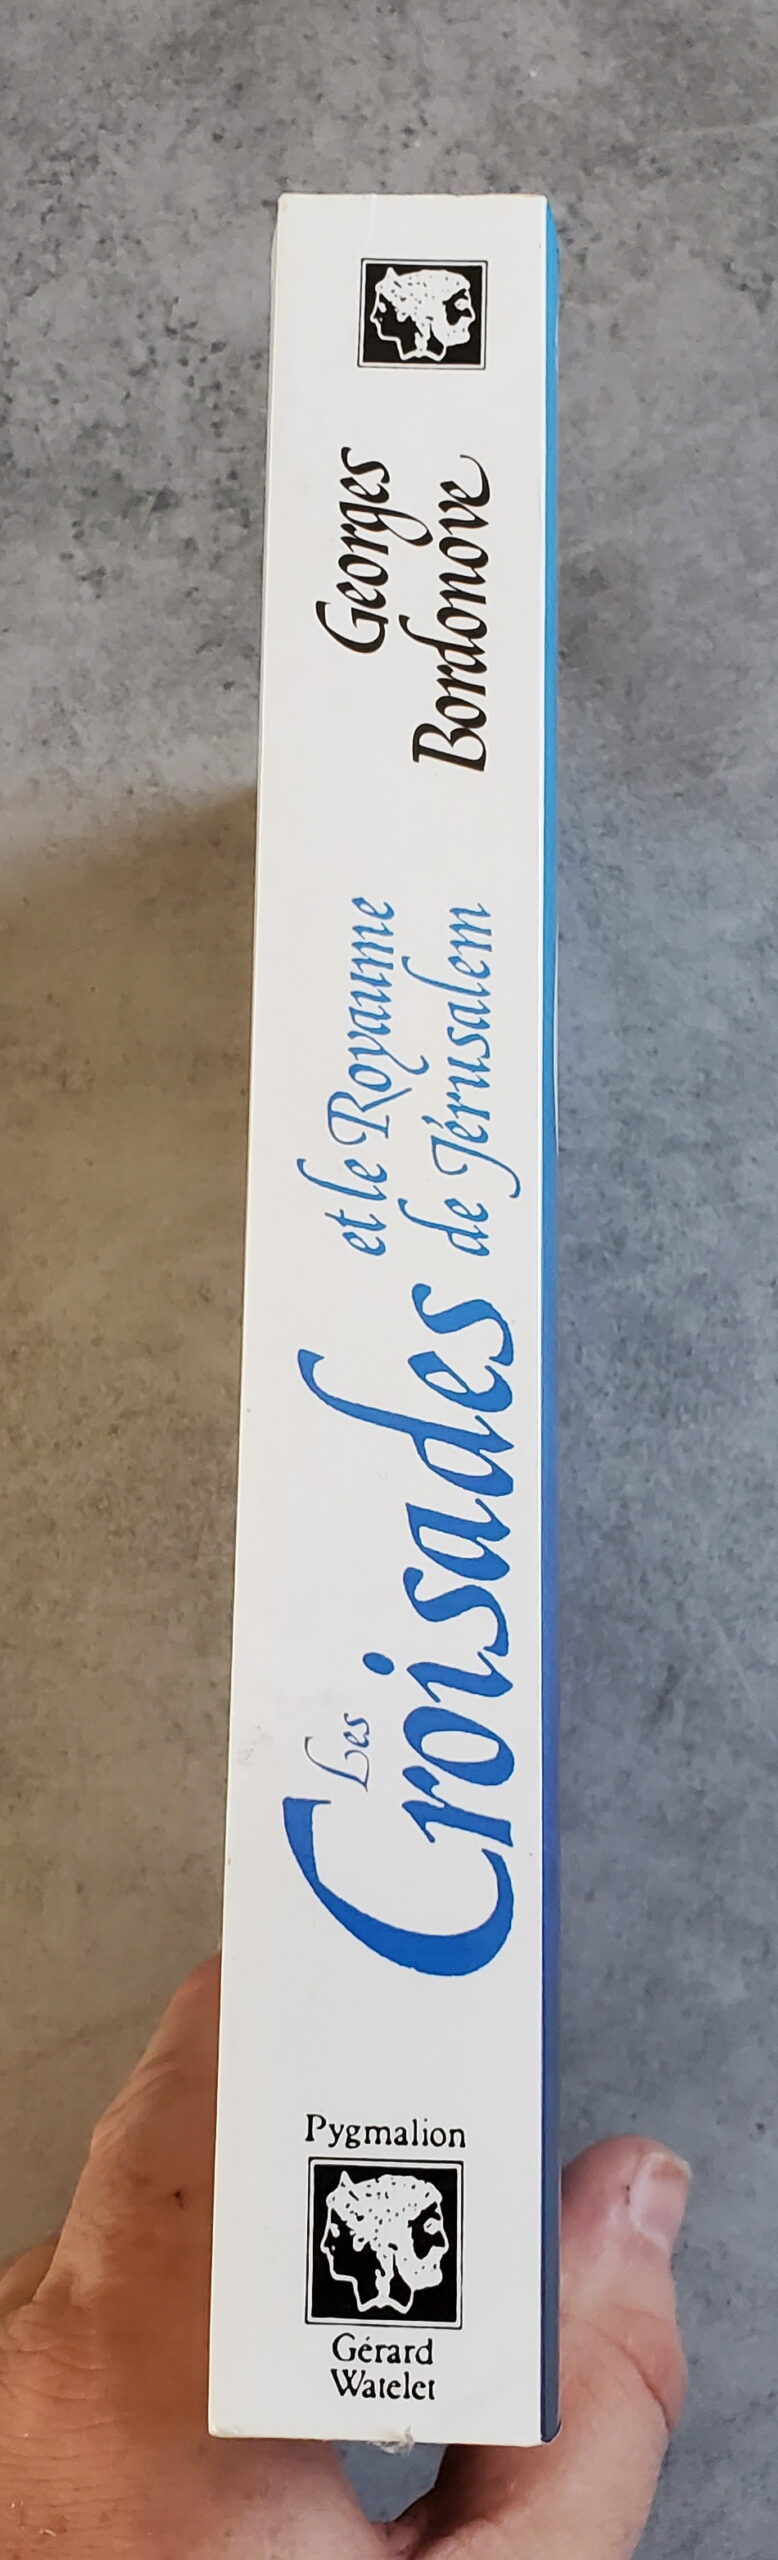 Georges
Bordonove
Les
Croisades
et le Royaume
de Jérusalem
Pygmalion
Gérard
Watelet